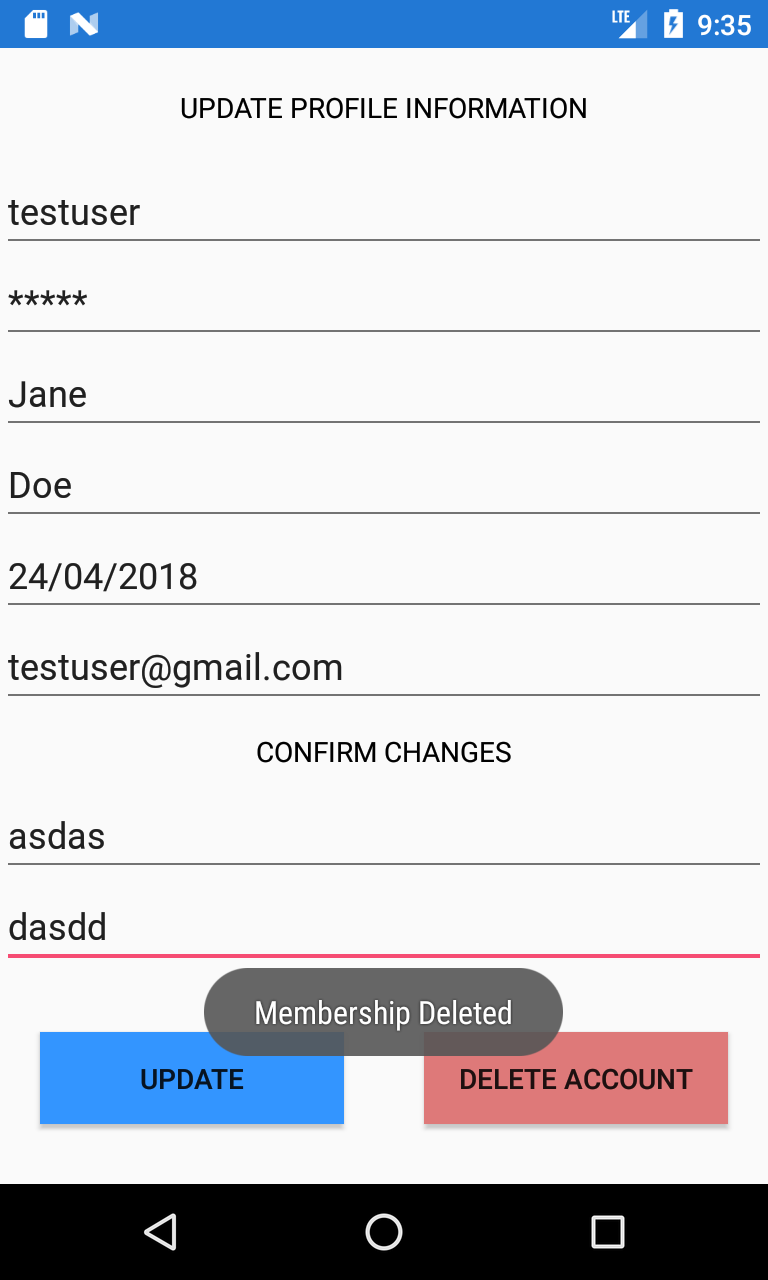 LTE 9:35
UPDATE PROFILE INFORMATION
testuser
*****
Jane
Doe
24/04/2018
testuser@gmail.com
CONFIRM CHANGES
asdas
dasdd
Membership Deleted
UPDATE DELETE ACCOUNT